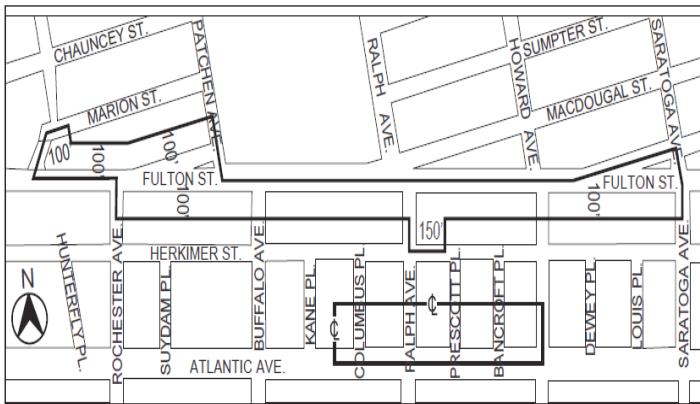 CHAUNCEY ST.
PATCHEN AVE.
RALPH AVE.
HOWARD AVE.
SUMPTER ST.
SARATOGA AVE.
MARION ST.
MACDOUGAL ST.
100
100'
100'
FULTON ST.
100'
100'
FULTON ST.
150'
HERKIMER ST.
N
HUNTERFLY PL.
ROCHESTER AVE.
SUYDAM PL.
BUFFALO AVE.
KANE PL.
COLUMBUS PL.
RALPH AVE.
PRESCOTT PL.
BANCROFT PL.
DEWEY PL.
LOUIS PL.
SARATOGA AVE.
ATLANTIC AVE.